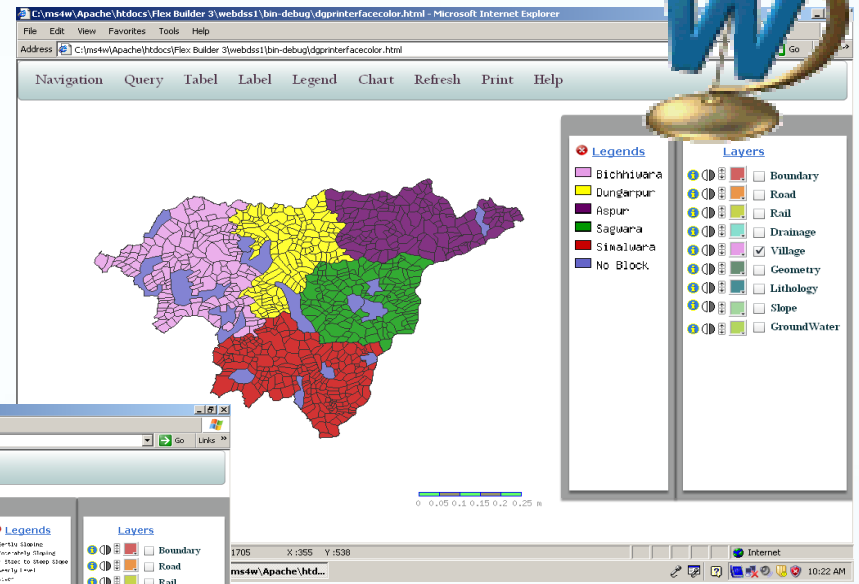 C:\ms4w\Apache\htdocs\Flex Builder 3\webdss1\bin-debug\dgprinterfacecolor.html - Microsoft Internet Explorer
File Edit View Favorites Tools Help
Address C:\ms4w\Apache\htdocs\Flex Builder 3\webdss1\bin-debug\dgprinterfacecolor.html Go
Navigation Query Tabel Label Legend Chart Refresh Print Help
Legends
Bichhiwara
Dungarpur
Aspur
Sagwara
Simalwara
No Block
Layers
Boundary
Road
Rail
Drainage
Village
Geometry
Lithology
Slope
GroundWater
0 0.05 0.1 0.15 0.2 0.25 m
Go Links »
Legends
Layers
Boundary
Road
Rail
1705 X :355 Y :538
Internet
ms4w\Apache\htd...
10:22 AM
W